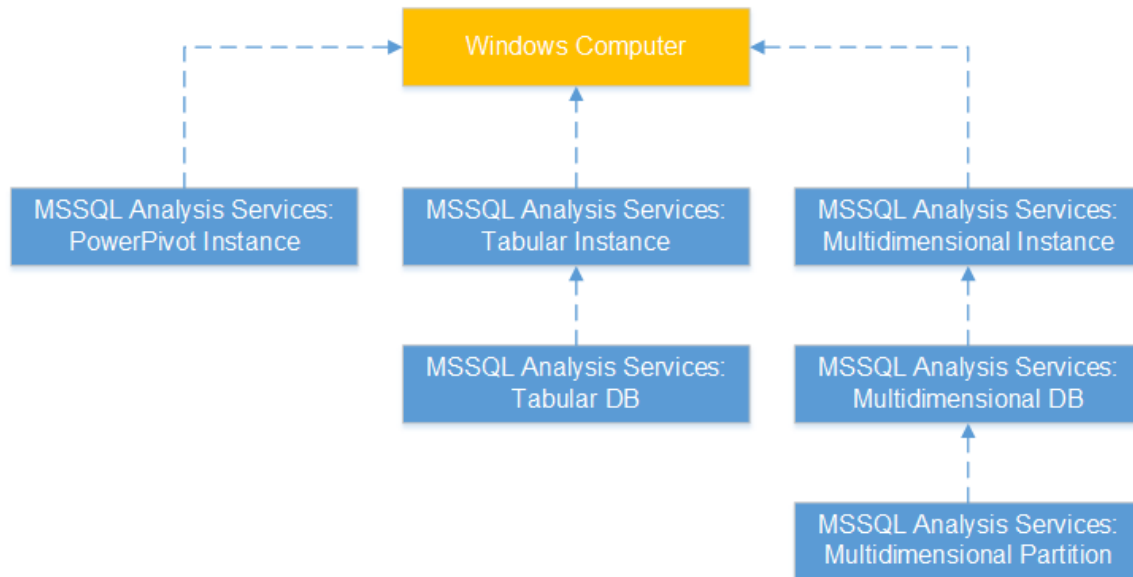 Windows Computer
MSSQL Analysis Services:
PowerPivot Instance
MSSQL Analysis Services:
Tabular Instance
MSSQL Analysis Services:
Multidimensional Instance
MSSQL Analysis Services:
Tabular DB
MSSQL Analysis Services:
Multidimensional DB
MSSQL Analysis Services:
Multidimensional Partition